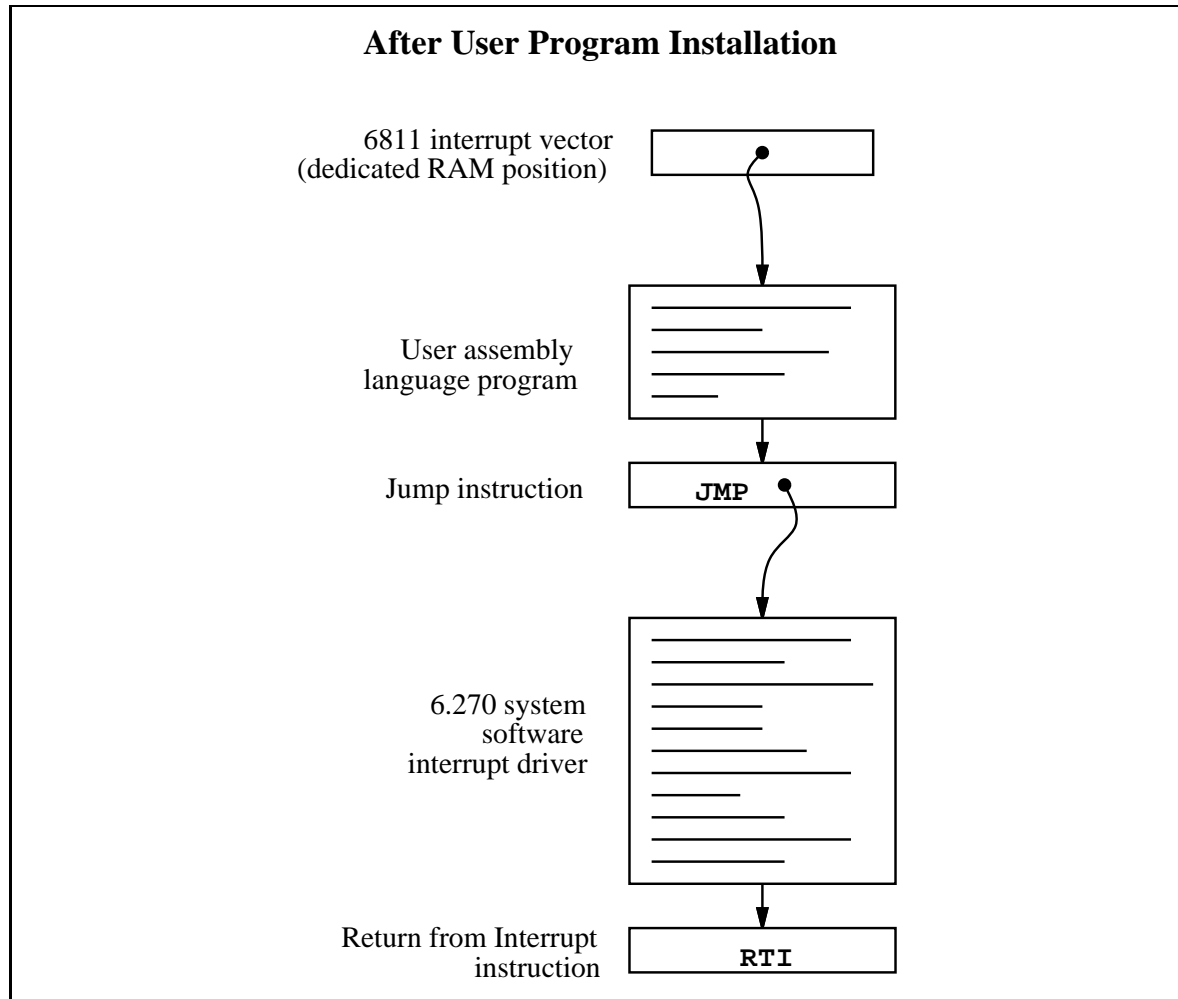 After User Program Installation
6811 interrupt vector
(dedicated RAM position)
User assembly
language program
Jump instruction
JMP
6.270 system
software
interrupt driver
Return from Interrupt
instruction
RTI